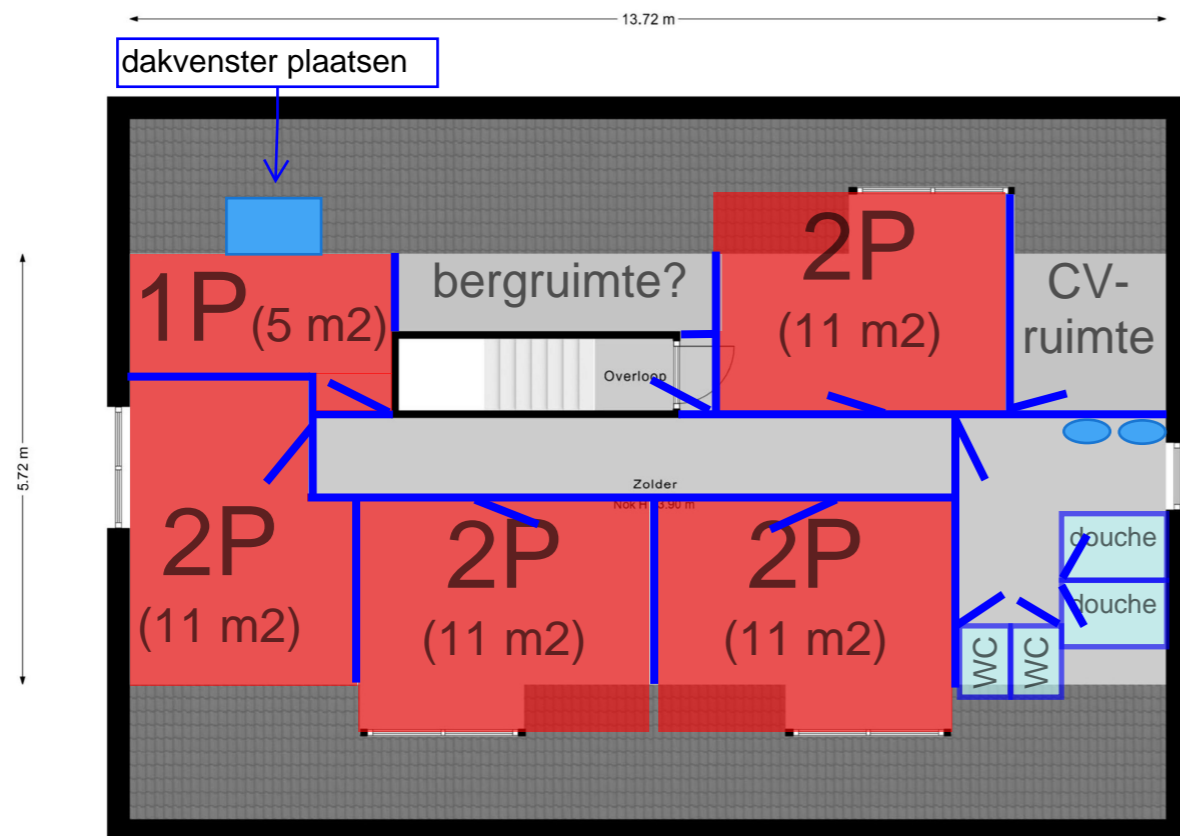 13.72 m
dakvenster plaatsen
2P
(11 m2)
1P(5 m2)
bergruimte?
CV-
ruimte
Overloop
5.72 m
Zolder
2P
(11 m2)
2P
(11 m2)
2P
(11 m2)
douche
douche
WC
WC